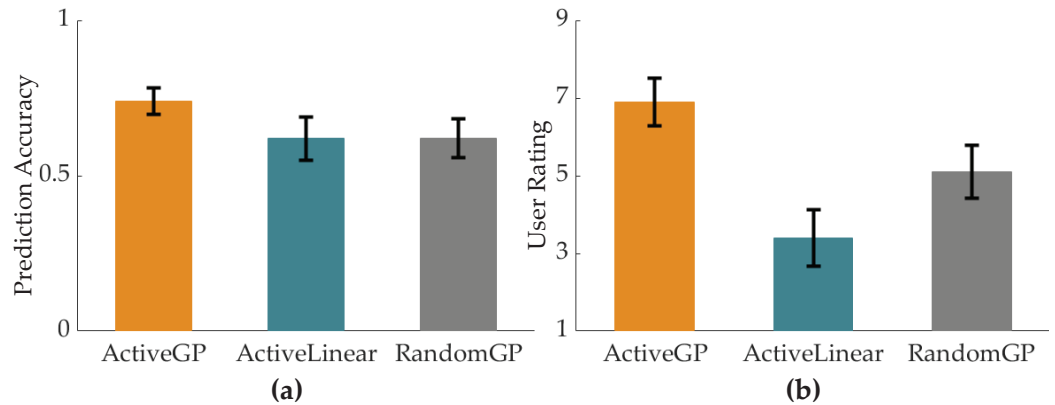 Prediction Accuracy
1
0.5
0
ActiveGP
ActiveLinear
RandomGP
(a)
User Rating
9
7
5
3
1
ActiveGP
ActiveLinear
RandomGP
(b)